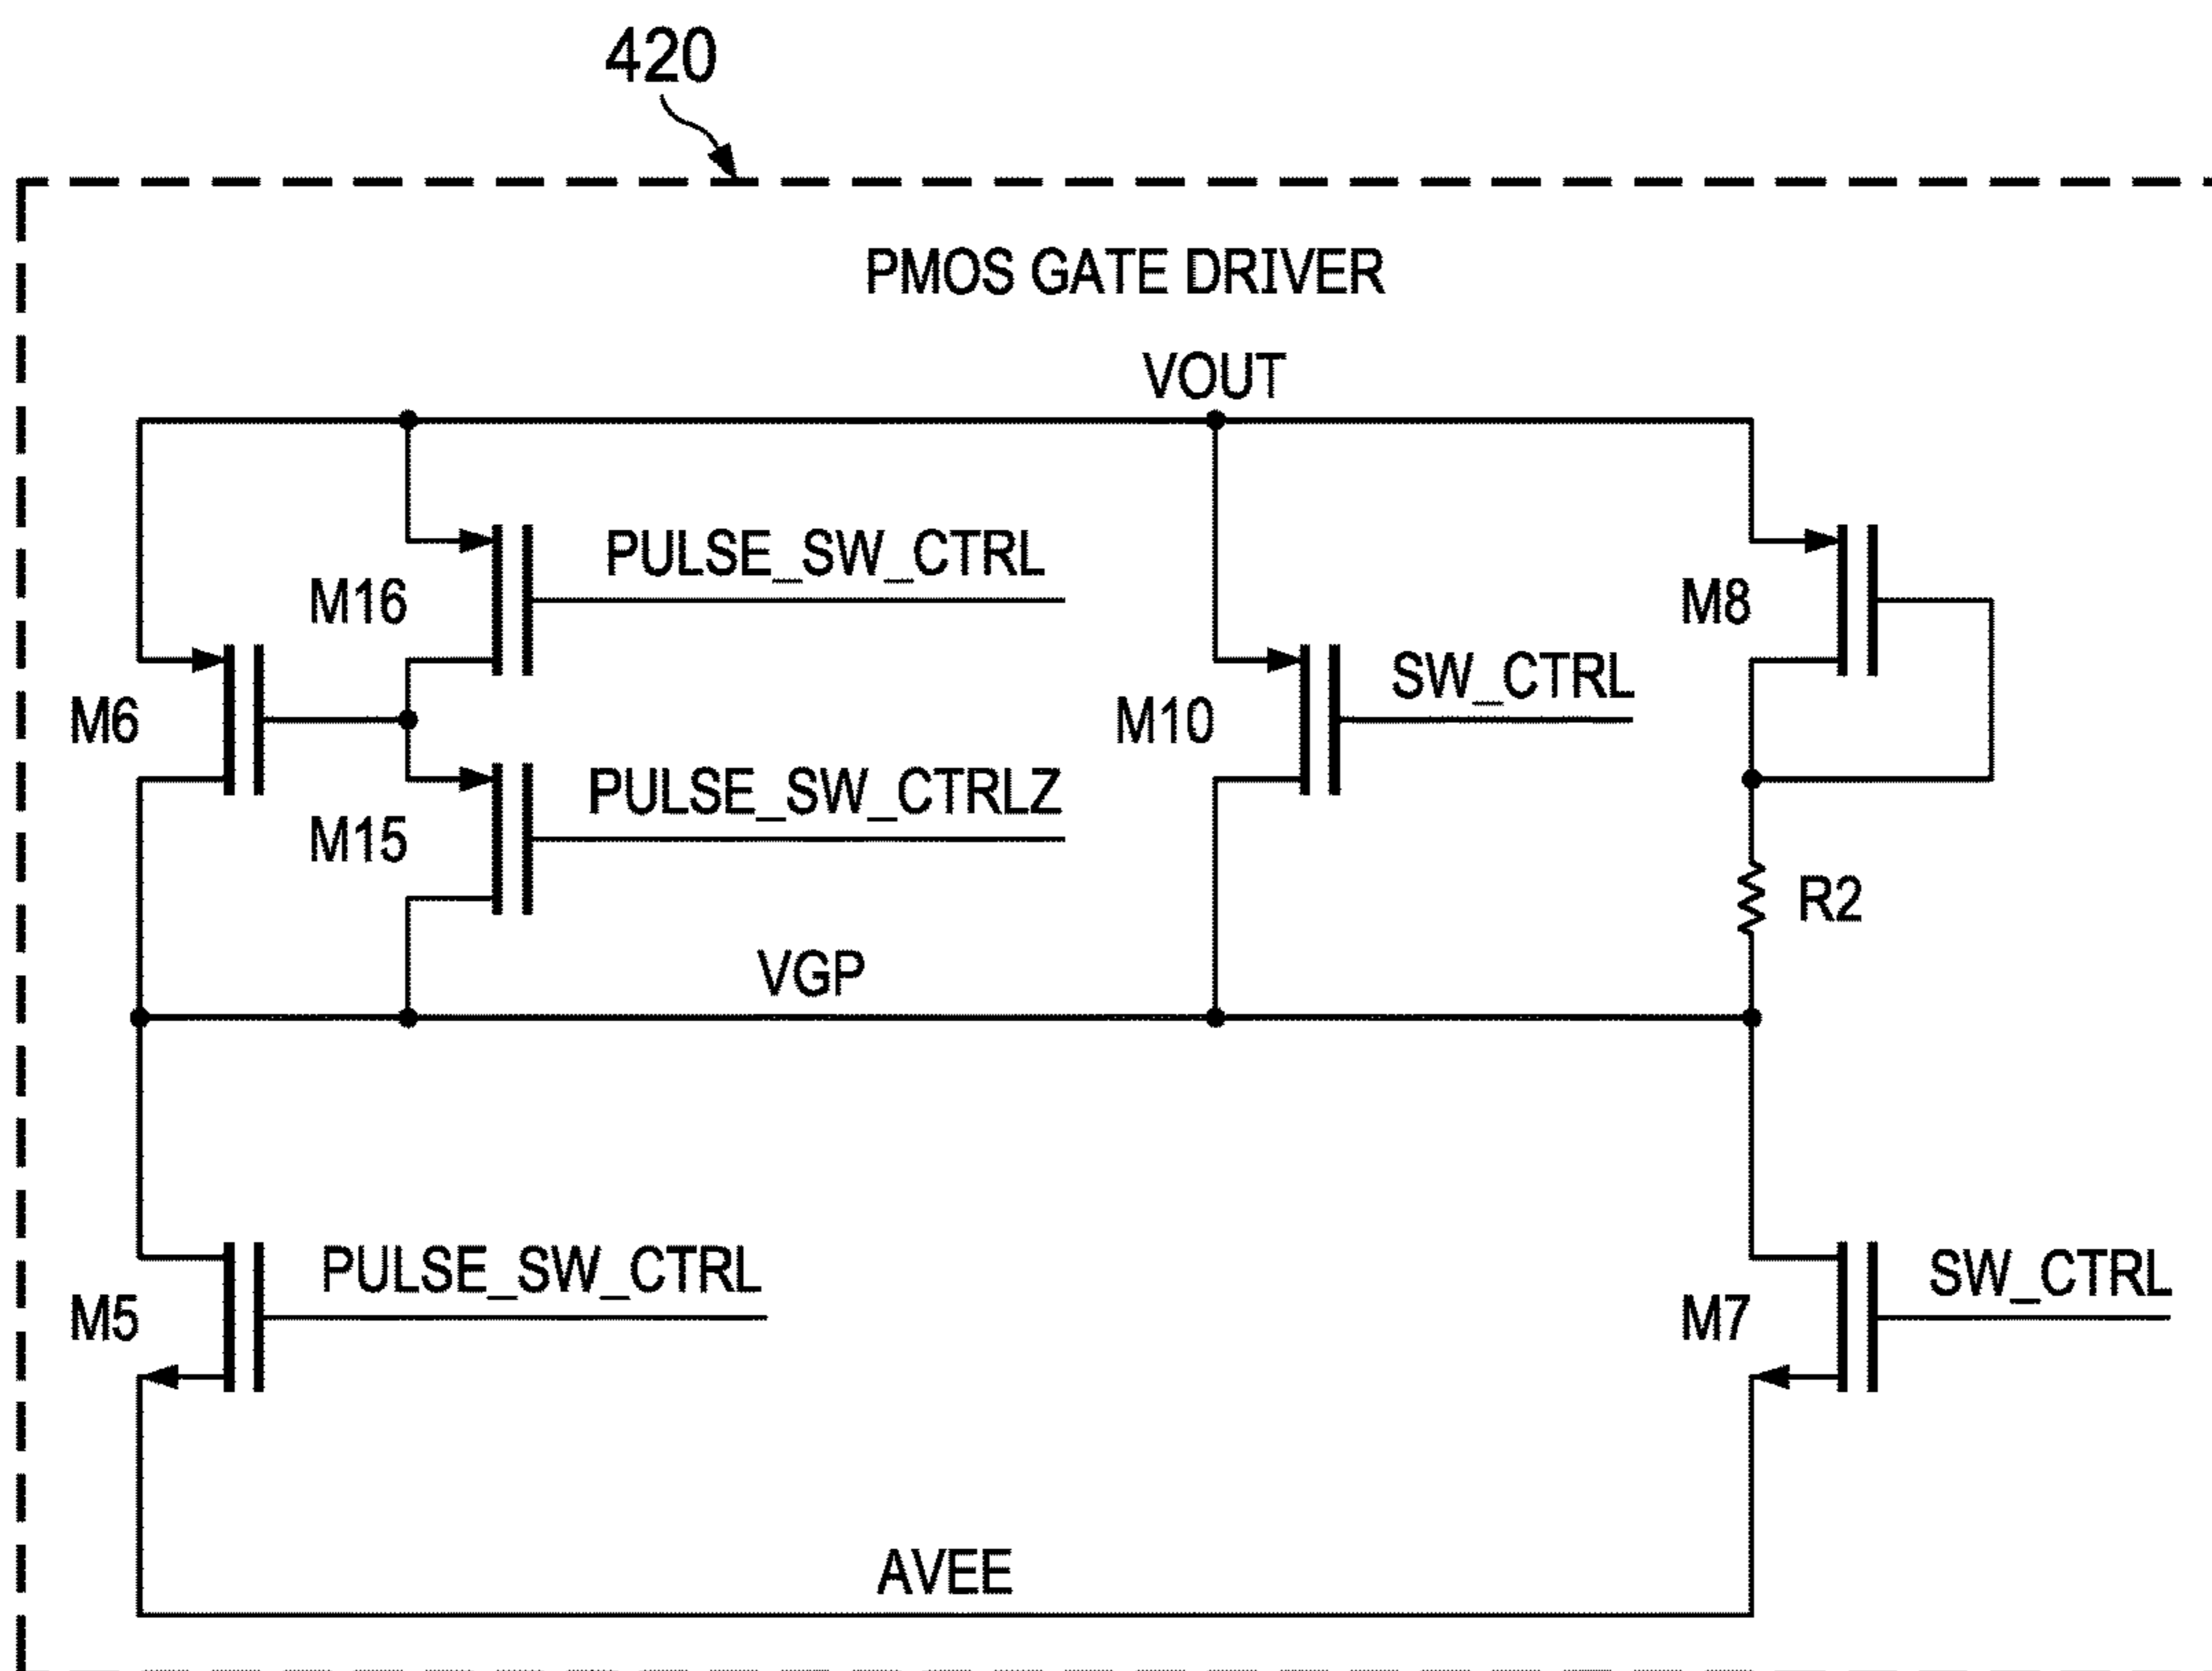 420
PMOS GATE DRIVER
VOUT
PULSE_SW_CTRL
M16
M8
SW_CTRL
M6
M10
PULSE_SW_CTRLZ
M15
R2
VGP
PULSE_SW_CTRL
SW_CTRL
M5
M7
AVEE